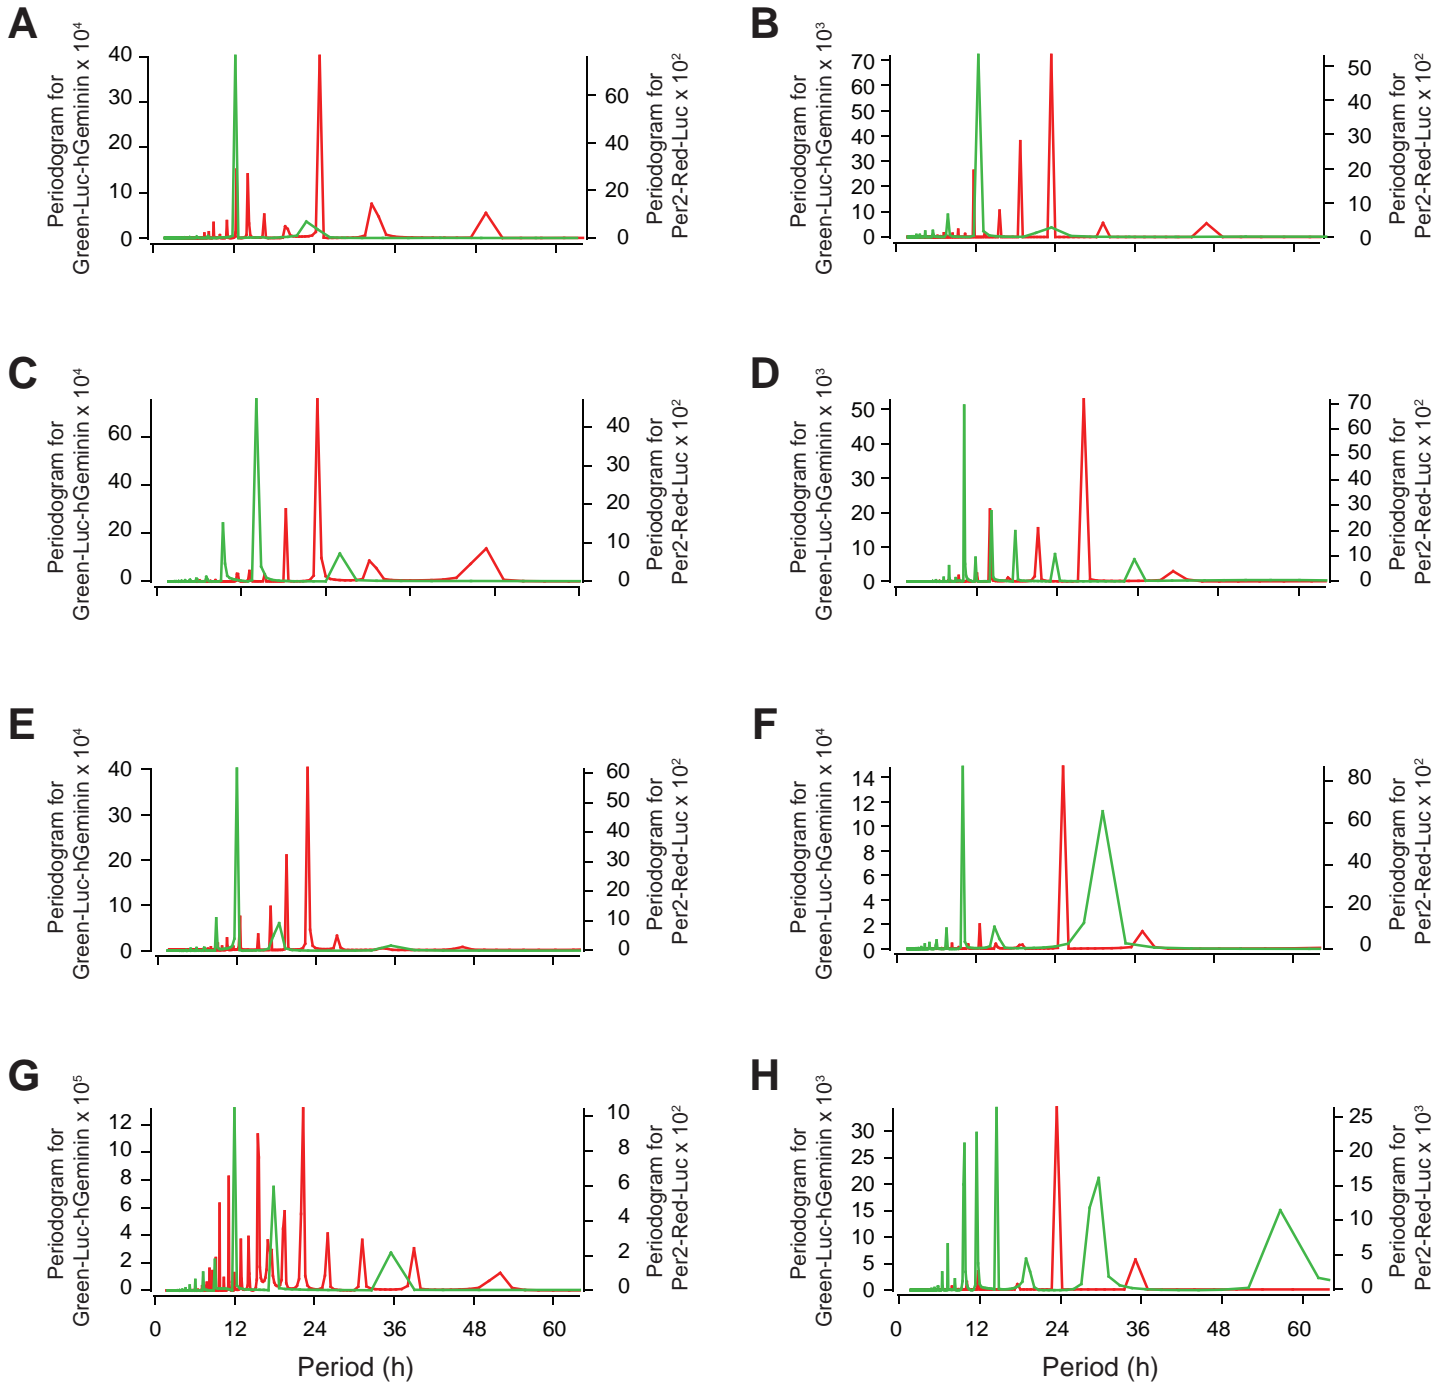 A
Periodogram for
Green-Luc-hGeminin x 10⁴
40
30
20
10
0
60
40
20
0
Periodogram for
Per2-Red-Luc x 10²
B
Periodogram for
Green-Luc-hGeminin x 10³
70
60
50
40
30
20
10
0
50
40
30
20
10
0
Periodogram for
Per2-Red-Luc x 10²
C
Periodogram for
Green-Luc-hGeminin x 10⁴
60
40
20
0
40
30
20
10
0
Periodogram for
Per2-Red-Luc x 10²
D
Periodogram for
Green-Luc-hGeminin x 10³
50
40
30
20
10
0
70
60
50
40
30
20
10
0
Periodogram for
Per2-Red-Luc x 10²
E
Periodogram for
Green-Luc-hGeminin x 10⁴
40
30
20
10
0
60
50
40
30
20
10
0
Periodogram for
Per2-Red-Luc x 10²
F
Periodogram for
Green-Luc-hGeminin x 10⁴
14
12
10
8
6
4
2
0
80
60
40
20
0
Periodogram for
Per2-Red-Luc x 10²
G
Periodogram for
Green-Luc-hGeminin x 10⁵
12
10
8
6
4
2
0
10
8
6
4
2
0
Periodogram for
Per2-Red-Luc x 10²
0 12 24 36 48 60
Period (h)
H
Periodogram for
Green-Luc-hGeminin x 10³
30
25
20
15
10
5
0
25
20
15
10
5
0
Periodogram for
Per2-Red-Luc x 10³
0 12 24 36 48 60
Period (h)